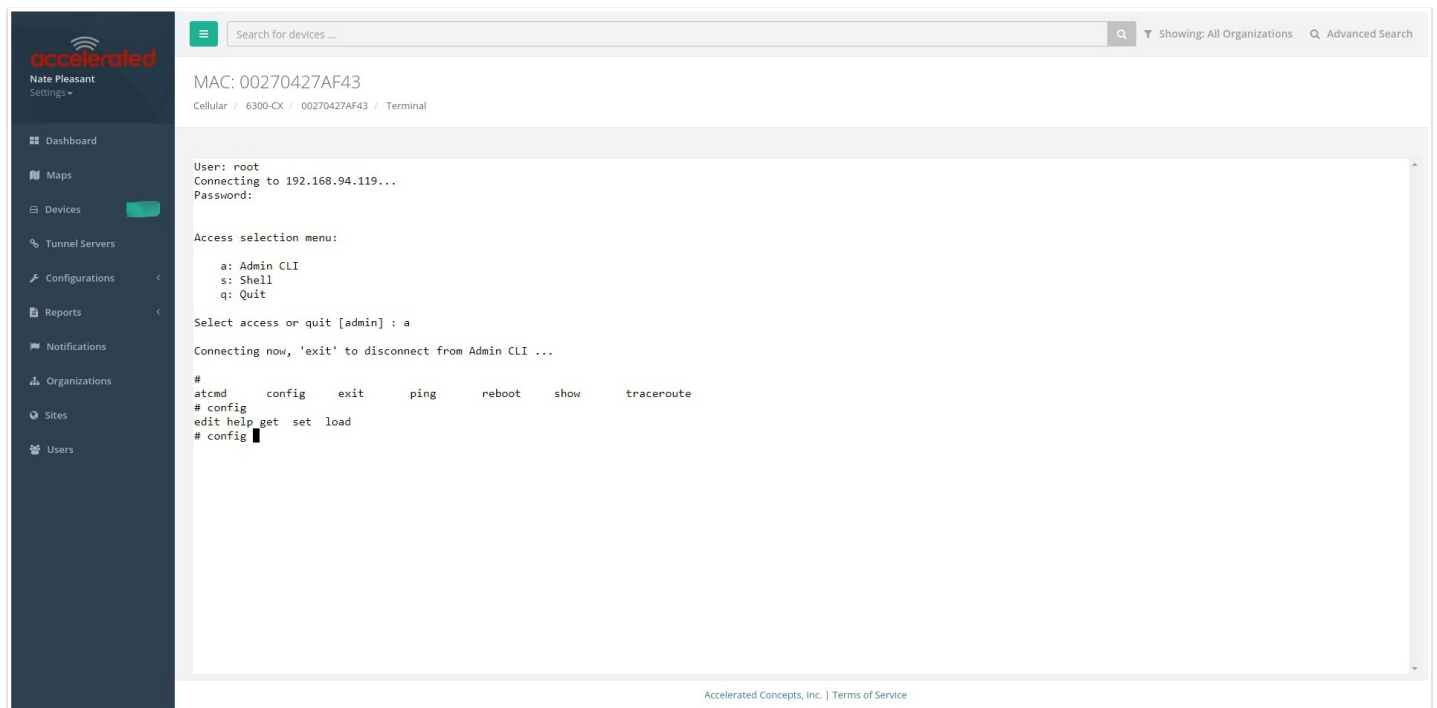 accelerated
Nate Pleasant
Settings
Dashboard
Maps
Devices
Tunnel Servers
Configurations <
Reports <
Notifications
Organizations
Sites
Users
Search for devices ...
Showing: All Organizations
Advanced Search
MAC: 00270427AF43
Cellular / 6300-CX / 00270427AF43 / Terminal
User: root
Connecting to 192.168.94.119...
Password:
Access selection menu:
a: Admin CLI
s: Shell
q: Quit
Select access or quit [admin] : a
Connecting now, 'exit' to disconnect from Admin CLI ...
#
atcmd config exit ping reboot show traceroute
# config
edit help get set load
# config
Accelerated Concepts, Inc. | Terms of Service